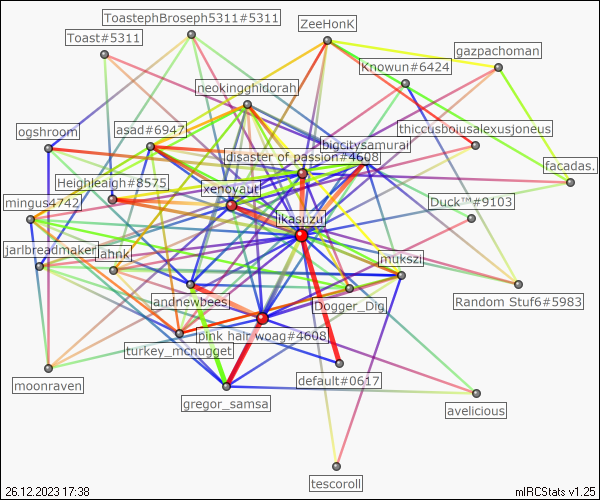 ToastephBroseph5311#5311
Toast#5311
ZeeHonK
gazpachoman
Knowun#6424
neokingghidorah
ogshroom
asad#6947
thiccusboiusalexusjoneus
bigcitysamurai
disaster of passion#4608
facadas.
Heighleaigh#8575
xenoyaut
mingus4742
Duck™#9103
ikasuzu
jarlbreadmaker
lahnk
mukszi
andrewbees
Dogger_Dig
Random Stuf6#5983
pink hair woag#4608
turkey_mcnugget
moonraven
default#0617
gregor_samsa
avelicious
tescoroll
26.12.2023 17:38
mIRCStats v1.25